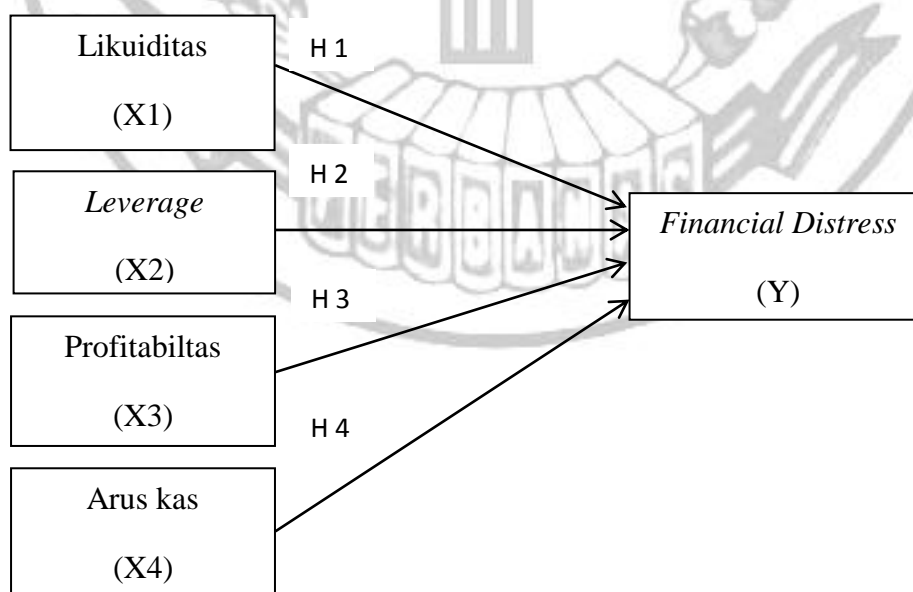 Likuiditas
(X1)
H 1
Leverage
(X2)
H 2
Profitabiltas
(X3)
H 3
Arus kas
(X4)
H 4
Financial Distress
(Y)